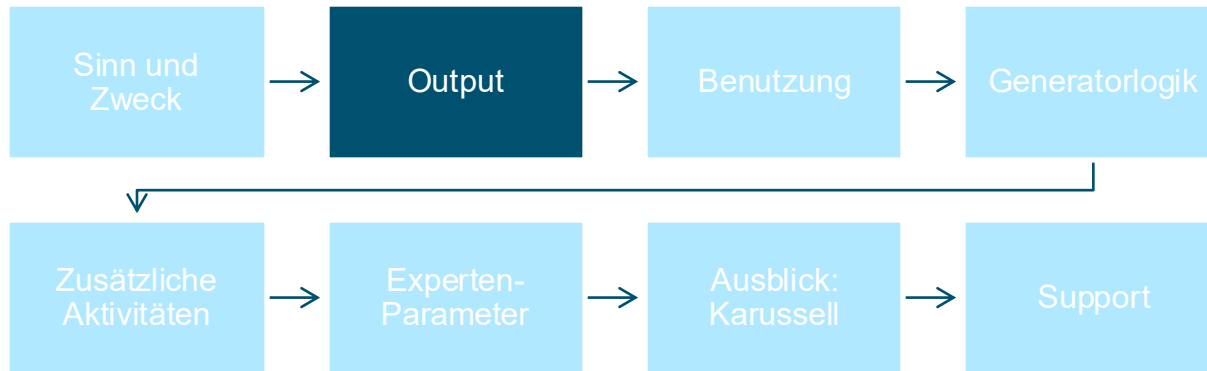 Sinn und
Zweck
Output
Benutzung
Generatorlogik
Zusätzliche
Aktivitäten
Experten-
Parameter
Ausblick:
Karussell
Support